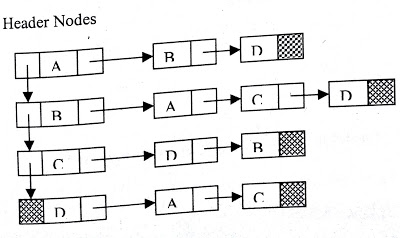 Header Nodes
A B D
B A C D
C D B
D A C